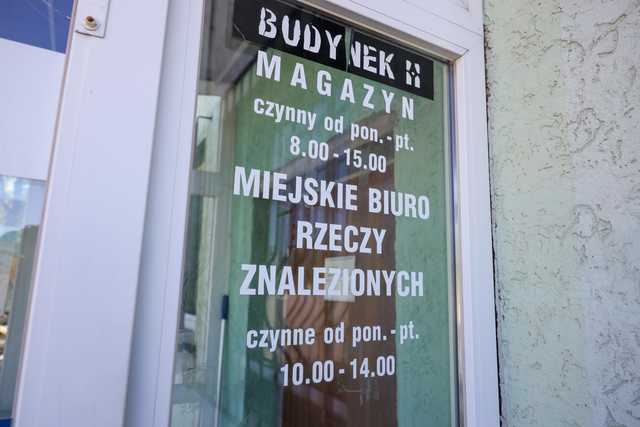 BUDYNEK H
MAGAZYN
czynny od pon.-pt.
8.00-15.00
MIEJSKIE BIURO
RZECZY
ZNALEZIONYCH
czynne od pon.-pt.
10.00-14.00